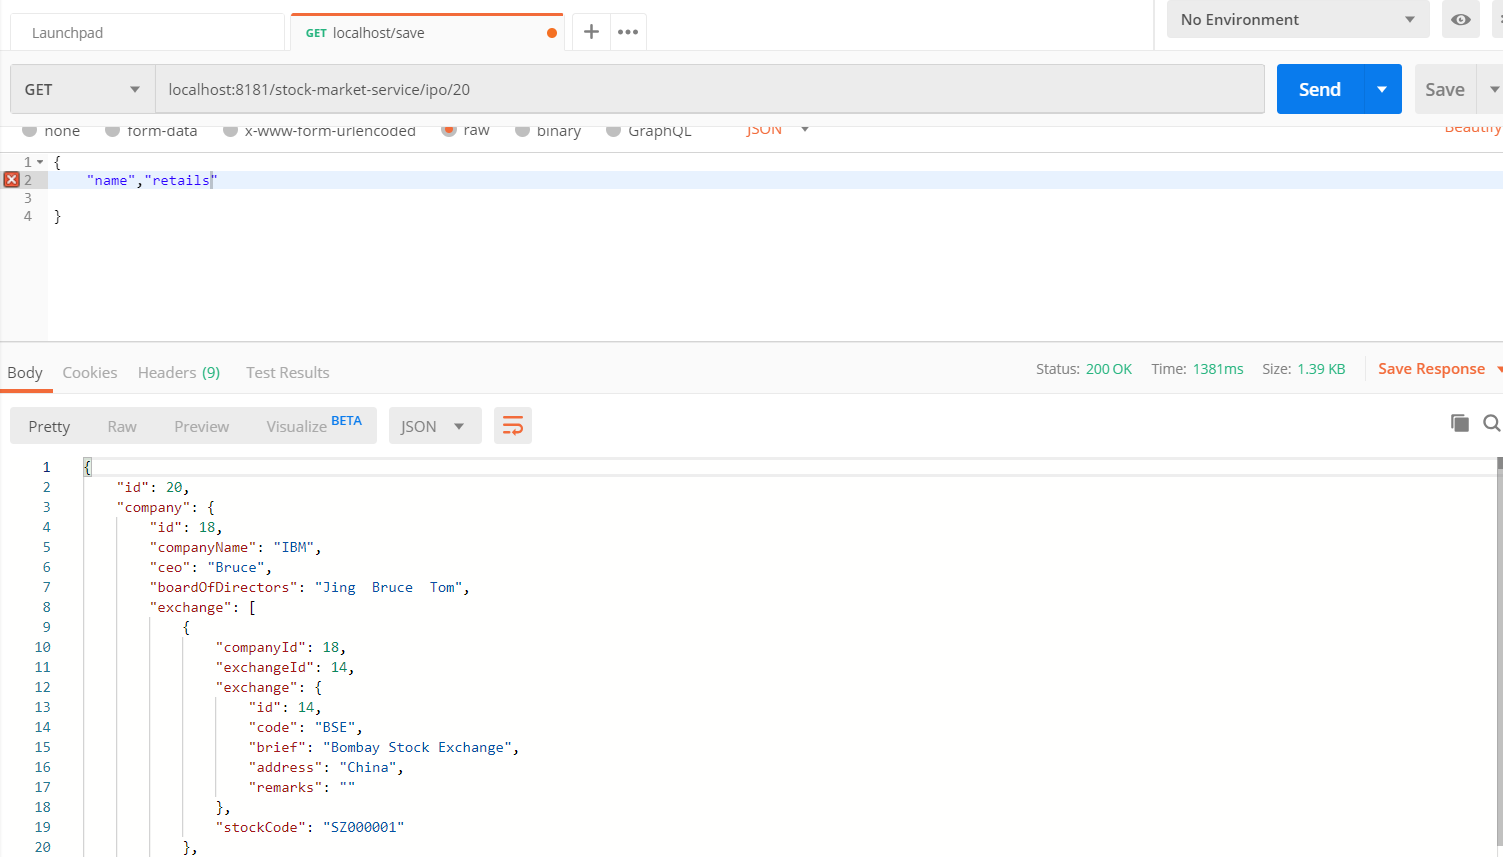 Launchpad
GET localhost/save
No Environment
GET localhost:8181/stock-market-service/ipo/20 Send Save
none form-data x-www-form-urlencoded raw binary GraphQL JSON Beautify
1 {
2 "name","retails"
3
4 }
Body Cookies Headers (9) Test Results Status: 200 OK Time: 1381ms Size: 1.39 KB Save Response
Pretty Raw Preview Visualize BETA JSON
1 {
2 "id": 20,
3 "company": {
4 "id": 18,
5 "companyName": "IBM",
6 "ceo": "Bruce",
7 "boardOfDirectors": "Jing  Bruce  Tom",
8 "exchange": [
9 {
10 "companyId": 18,
11 "exchangeId": 14,
12 "exchange": {
13 "id": 14,
14 "code": "BSE",
15 "brief": "Bombay Stock Exchange",
16 "address": "China",
17 "remarks": ""
18 },
19 "stockCode": "SZ000001"
20 },